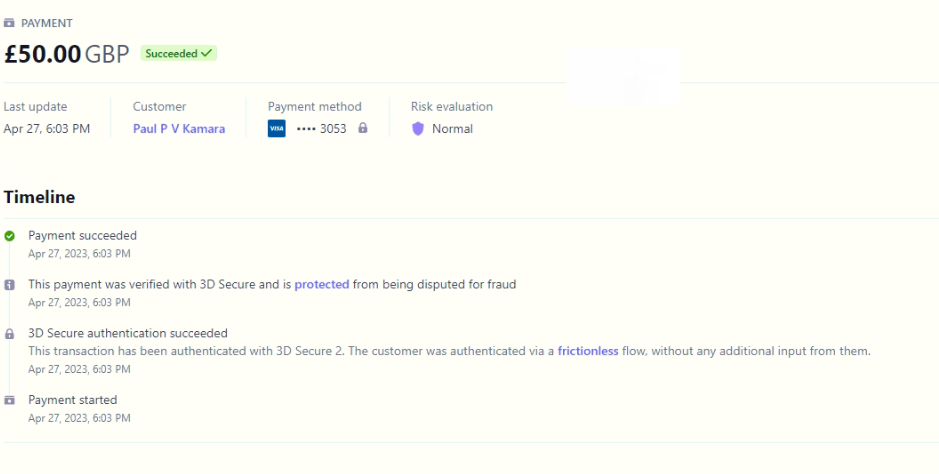 PAYMENT
£50.00 GBP Succeeded
Last update Customer Payment method Risk evaluation
Apr 27, 6:03 PM Paul P V Kamara VISA •••• 3053 Normal
Timeline
Payment succeeded
Apr 27, 2023, 6:03 PM
This payment was verified with 3D Secure and is protected from being disputed for fraud
Apr 27, 2023, 6:03 PM
3D Secure authentication succeeded
This transaction has been authenticated with 3D Secure 2. The customer was authenticated via a frictionless flow, without any additional input from them.
Apr 27, 2023, 6:03 PM
Payment started
Apr 27, 2023, 6:03 PM